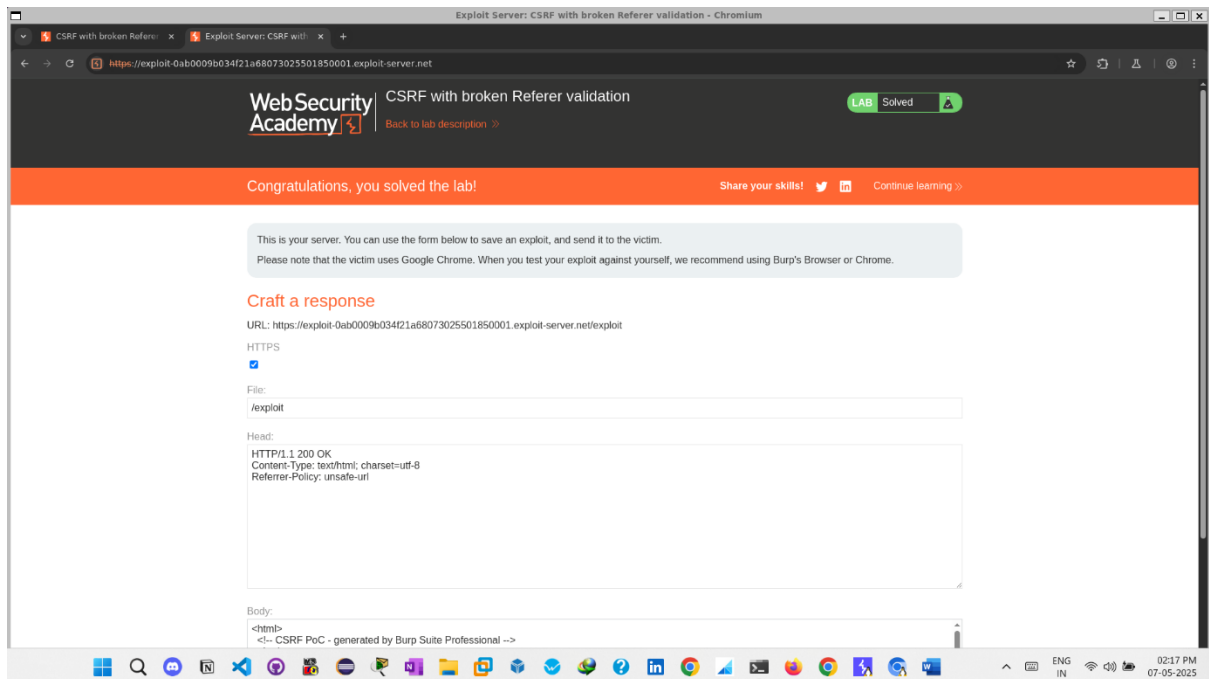 Exploit Server: CSRF with broken Referer validation - Chromium
CSRF with broken Referer
Exploit Server: CSRF with
https://exploit-0ab0009b034f21a68073025501850001.exploit-server.net
Web Security
Academy
CSRF with broken Referer validation
Back to lab description
LAB Solved
Congratulations, you solved the lab!
Share your skills!
Continue learning
This is your server. You can use the form below to save an exploit, and send it to the victim.
Please note that the victim uses Google Chrome. When you test your exploit against yourself, we recommend using Burp's Browser or Chrome.
Craft a response
URL: https://exploit-0ab0009b034f21a68073025501850001.exploit-server.net/exploit
HTTPS
File:
/exploit
Head:
HTTP/1.1 200 OK
Content-Type: text/html; charset=utf-8
Referrer-Policy: unsafe-url
Body:
<html>
<!-- CSRF PoC - generated by Burp Suite Professional -->
ENG
IN
02:17 PM
07-05-2025